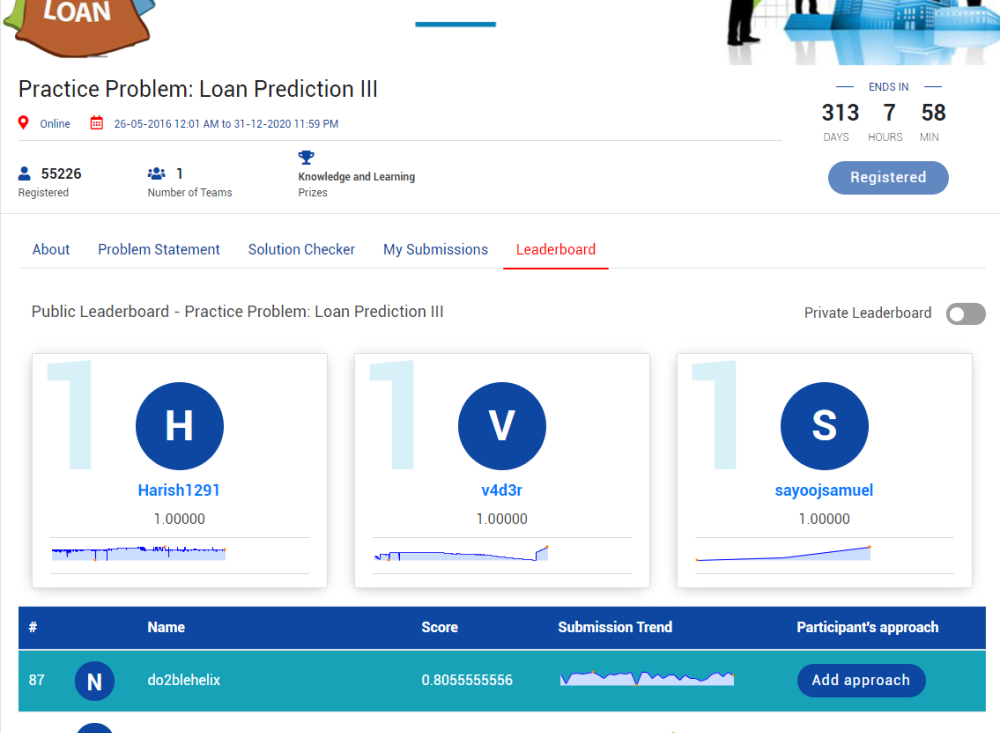 LOAN
Practice Problem: Loan Prediction III
Online 26-05-2016 12:01 AM to 31-12-2020 11:59 PM
ENDS IN
313 7 58
DAYS HOURS MIN
Registered
55226
Registered
1
Number of Teams
Knowledge and Learning
Prizes
About Problem Statement Solution Checker My Submissions Leaderboard
Public Leaderboard - Practice Problem: Loan Prediction III
Private Leaderboard
1
H
Harish1291
1.00000
1
V
v4d3r
1.00000
1
S
sayoojsamuel
1.00000
# Name Score Submission Trend Participant's approach
87 N do2blehelix 0.8055555556 Add approach